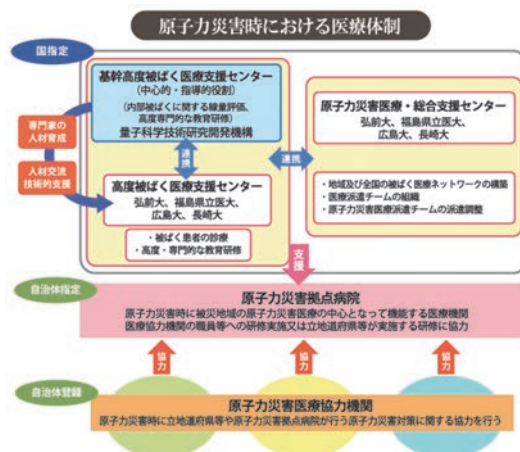 原子力災害時における医療体制
国指定
基幹高度被ばく医療支援センター
（中心的・指導的役割）
（内部被ばくに関する線量評価、
高度専門的な教育研修）
量子科学技術研究開発機構
専門家の
人材育成
人材交流
技術的支援
連携
高度被ばく医療支援センター
弘前大、福島県立医大、
広島大、長崎大
・被ばく患者の診療
・高度・専門的な教育研修
連携
原子力災害医療・総合支援センター
弘前大、福島県立医大、
広島大、長崎大
・地域及び全国の被ばく医療ネットワークの構築
・医療派遣チームの組織
・原子力災害医療派遣チームの派遣調整
支援
自治体指定
原子力災害拠点病院
原子力災害時に被災地域の原子力災害医療の中心となって機能する医療機関
医療協力機関の職員等への研修実施又は立地道府県等が実施する研修に協力
協力
協力
協力
自治体登録
原子力災害医療協力機関
原子力災害時に立地道府県等や原子力災害拠点病院が行う原子力災害対策に関する協力を行う